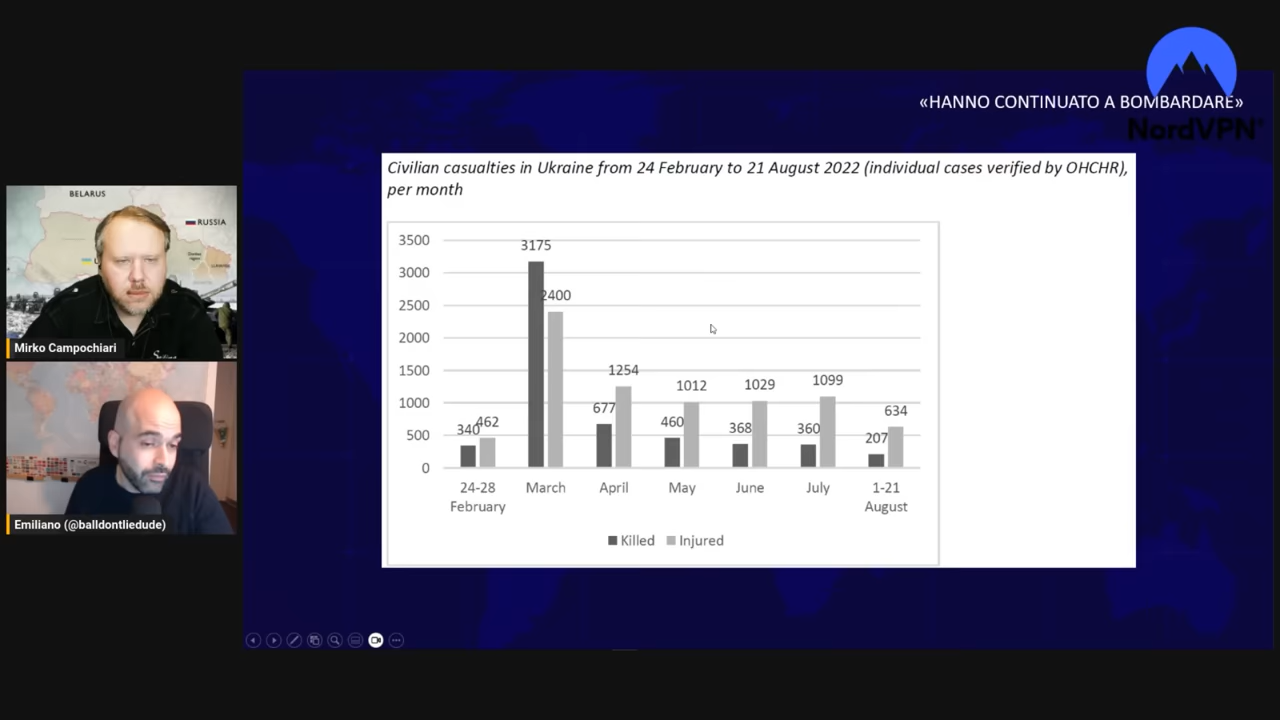 «HANNO CONTINUATO A BOMBARDARE»
NordVPN®
Civilian casualties in Ukraine from 24 February to 21 August 2022 (individual cases verified by OHCHR),
per month
3500
3000
2500
2000
1500
1000
500
0
340
462
3175
2400
677
1254
460
1012
368
1029
360
1099
207
634
24-28
February
March
April
May
June
July
1-21
August
Killed
Injured
BELARUS
RUSSIA
Mirko Campochiari
Emiliano (@balldontliedude)